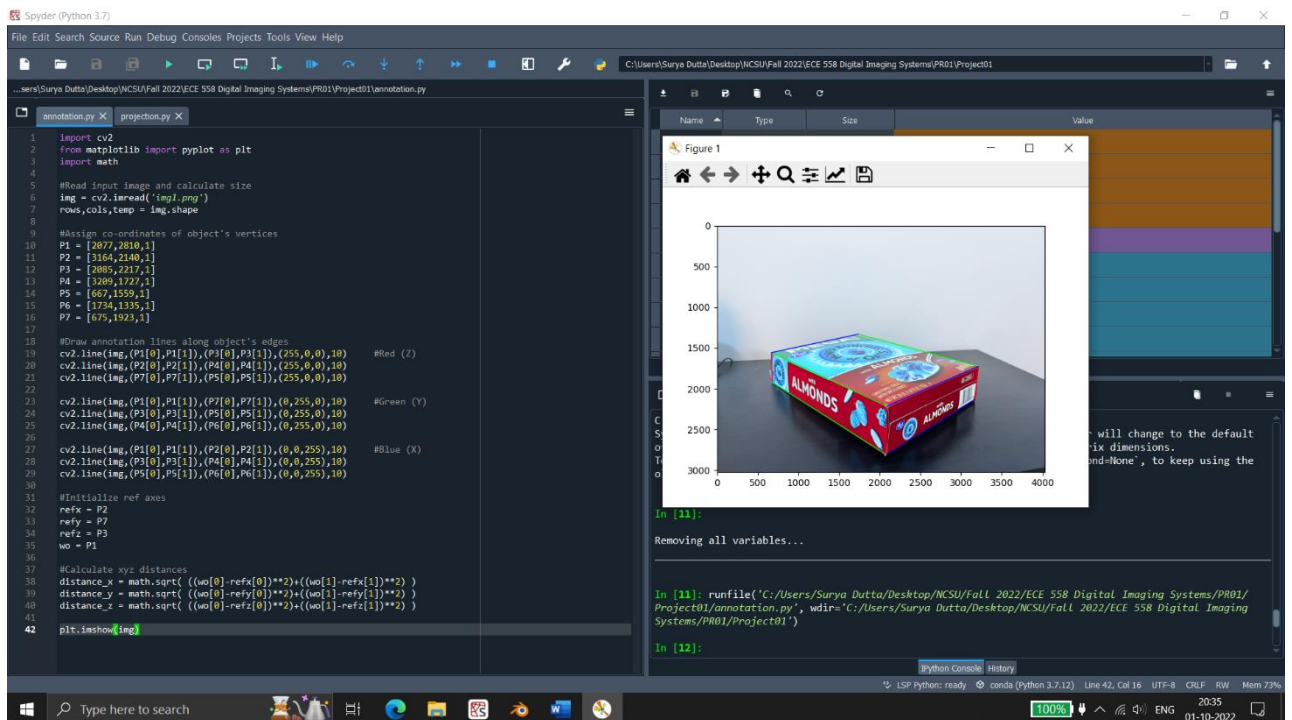 Spyder (Python 3.7)
File Edit Search Source Run Debug Consoles Projects Tools View Help
C:\Users\Surya Dutta\Desktop\NCSU\Fall 2022\ECE 558 Digital Imaging Systems\PR01\Project01
...sers\Surya Dutta\Desktop\NCSU\Fall 2022\ECE 558 Digital Imaging Systems\PR01\Project01\annotation.py
annotation.py X projection.py X
1 import cv2
2 from matplotlib import pyplot as plt
3 import math
4
5 #Read input image and calculate size
6 img = cv2.imread('img1.png')
7 rows,cols,temp = img.shape
8
9 #Assign co-ordinates of object's vertices
10 P1 = [2077,2810,1]
11 P2 = [3164,2140,1]
12 P3 = [2085,2217,1]
13 P4 = [3209,1727,1]
14 P5 = [667,1559,1]
15 P6 = [1734,1335,1]
16 P7 = [675,1923,1]
17
18 #Draw annotation lines along object's edges
19 cv2.line(img,(P1[0],P1[1]),(P3[0],P3[1]),(255,0,0),10) #Red (Z)
20 cv2.line(img,(P2[0],P2[1]),(P4[0],P4[1]),(255,0,0),10)
21 cv2.line(img,(P7[0],P7[1]),(P5[0],P5[1]),(255,0,0),10)
22
23 cv2.line(img,(P1[0],P1[1]),(P7[0],P7[1]),(0,255,0),10) #Green (Y)
24 cv2.line(img,(P3[0],P3[1]),(P5[0],P5[1]),(0,255,0),10)
25 cv2.line(img,(P4[0],P4[1]),(P6[0],P6[1]),(0,255,0),10)
26
27 cv2.line(img,(P1[0],P1[1]),(P2[0],P2[1]),(0,0,255),10) #Blue (X)
28 cv2.line(img,(P3[0],P3[1]),(P4[0],P4[1]),(0,0,255),10)
29 cv2.line(img,(P5[0],P5[1]),(P6[0],P6[1]),(0,0,255),10)
30
31 #Initialize ref axes
32 refx = P2
33 refy = P7
34 refz = P3
35 wo = P1
36
37 #Calculate xyz distances
38 distance_x = math.sqrt( ((wo[0]-refx[0])**2)+((wo[1]-refx[1])**2) )
39 distance_y = math.sqrt( ((wo[0]-refy[0])**2)+((wo[1]-refy[1])**2) )
40 distance_z = math.sqrt( ((wo[0]-refz[0])**2)+((wo[1]-refz[1])**2) )
41
42 plt.imshow(img)
Name Type Size Value
Figure 1
0
500
1000
1500
2000
2500
3000
0 500 1000 1500 2000 2500 3000 3500 4000
ALMONDS
ALMONDS
ALMONDS
will change to the default
rix dimensions.
ond=None`, to keep using the
In [11]:
Removing all variables...
In [11]: runfile('C:/Users/Surya Dutta/Desktop/NCSU/Fall 2022/ECE 558 Digital Imaging Systems/PR01/
Project01/annotation.py', wdir='C:/Users/Surya Dutta/Desktop/NCSU/Fall 2022/ECE 558 Digital Imaging
Systems/PR01/Project01')
In [12]:
IPython Console History
LSP Python: ready conda (Python 3.7.12) Line 42, Col 16 UTF-8 CRLF RW Mem 73%
Type here to search
100% ENG 20:35
01-10-2022